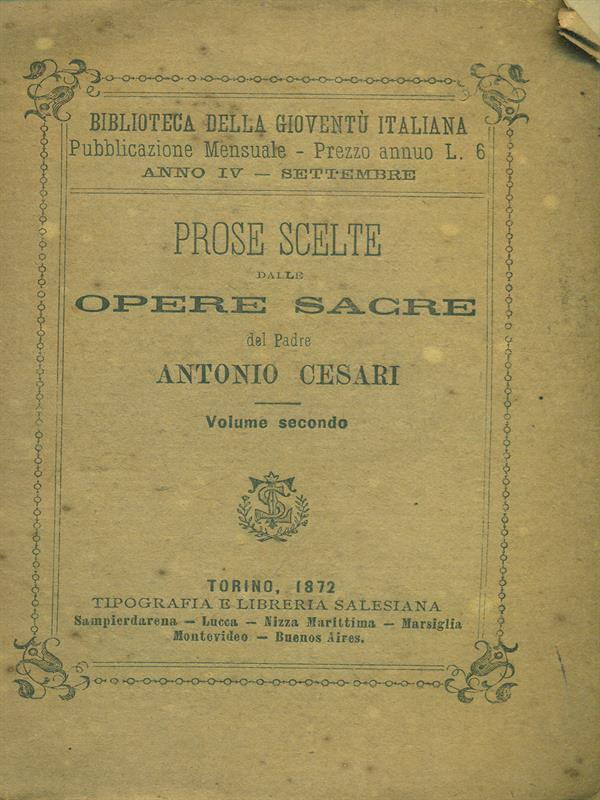 BIBLIOTECA DELLA GIOVENTÙ ITALIANA
Pubblicazione Mensuale - Prezzo annuo L. 6
ANNO IV — SETTEMBRE
PROSE SCELTE
DALLE
OPERE SACRE
del Padre
ANTONIO CESARI
Volume secondo
SL
TORINO, 1872
TIPOGRAFIA E LIBRERIA SALESIANA
Sampierdarena — Lucca — Nizza Marittima — Marsiglia
Montevideo — Buenos Aires.